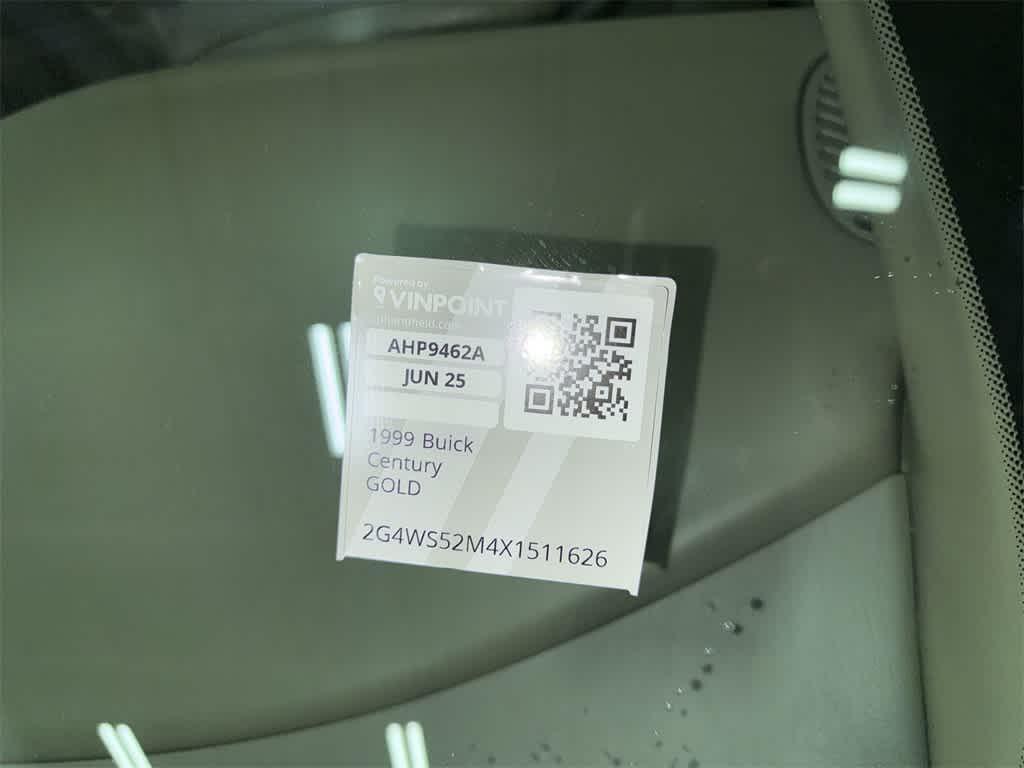 Powered by
VINPOINT
AHP9462A
JUN 25
1999 Buick
Century
GOLD
2G4WS52M4X1511626